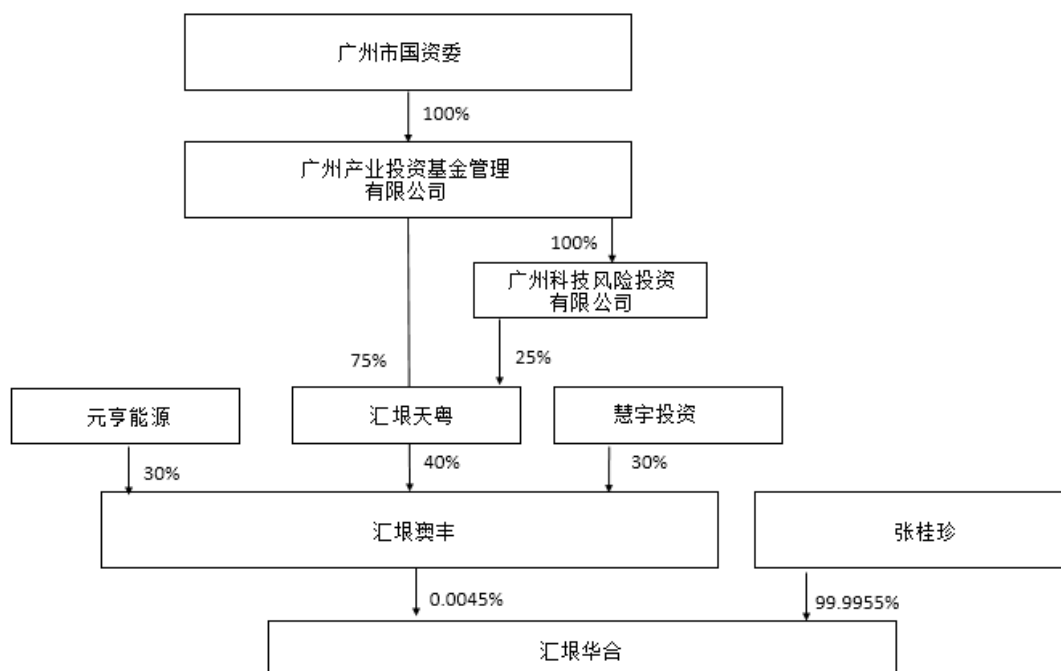 广州市国资委
100%
广州产业投资基金管理
有限公司
100%
广州科技风险投资
有限公司
75%
25%
元亨能源
汇垠天粤
慧宇投资
30%
40%
30%
汇垠澳丰
张桂珍
0.0045%
99.9955%
汇垠华合